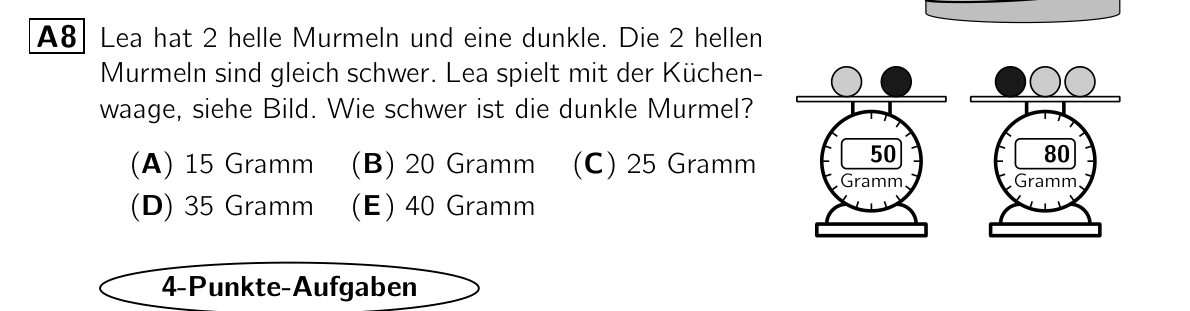 A8 Lea hat 2 helle Murmeln und eine dunkle. Die 2 hellen
Murmeln sind gleich schwer. Lea spielt mit der Küchen-
waage, siehe Bild. Wie schwer ist die dunkle Murmel?
(A) 15 Gramm (B) 20 Gramm (C) 25 Gramm
(D) 35 Gramm (E) 40 Gramm
50
Gramm
80
Gramm
4-Punkte-Aufgaben